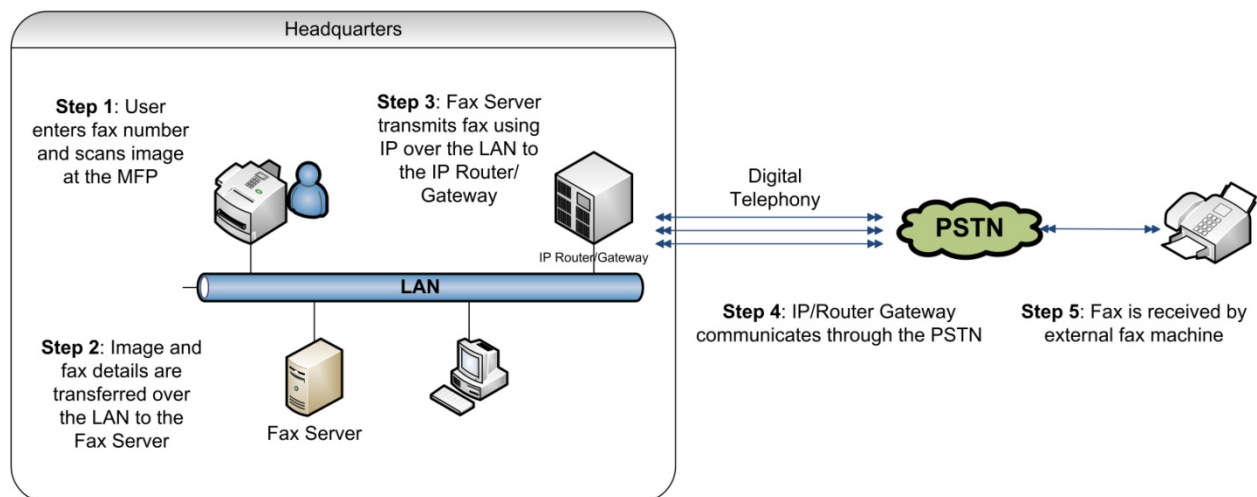 Headquarters
Step 1: User
enters fax number
and scans image
at the MFP
Step 3: Fax Server
transmits fax using
IP over the LAN to
the IP Router/
Gateway
IP Router/Gateway
LAN
Step 2: Image and
fax details are
transferred over
the LAN to the
Fax Server
Fax Server
Digital
Telephony
PSTN
Step 4: IP/Router Gateway
communicates through the PSTN
Step 5: Fax is received by
external fax machine